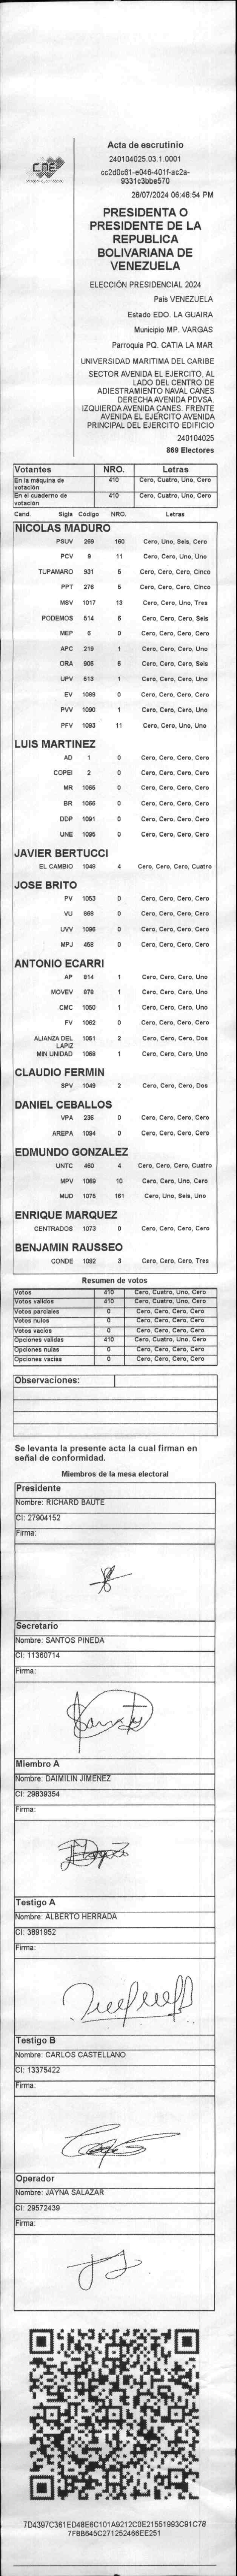 CNE
Acta de escrutinio
240104025.03.1.0001
cc2d0c61-e046-401f-ac2a-
9331c3bbe570
28/07/2024 06:48:54 PM
PRESIDENTA O
PRESIDENTE DE LA
REPUBLICA
BOLIVARIANA DE
VENEZUELA
ELECCIÓN PRESIDENCIAL 2024
País VENEZUELA
Estado EDO. LA GUAIRA
Municipio MP. VARGAS
Parroquia PQ. CATIA LA MAR
UNIVERSIDAD MARITIMA DEL CARIBE
SECTOR AVENIDA EL EJERCITO, AL
LADO DEL CENTRO DE
ADIESTRAMIENTO NAVAL CANES
DERECHA AVENIDA PDVSA.
IZQUIERDA AVENIDA CANES. FRENTE
AVENIDA EL EJÉRCITO AVENIDA
PRINCIPAL DEL EJERCITO EDIFICIO
240104025
869 Electores
Votantes NRO. Letras
En la máquina de votación 410 Cero, Cuatro, Uno, Cero
En el cuaderno de votación 410 Cero, Cuatro, Uno, Cero
Cand. Sigla Código NRO. Letras
NICOLAS MADURO
PSUV 269 160 Cero, Uno, Seis, Cero
PCV 9 11 Cero, Cero, Uno, Uno
TUPAMARO 931 5 Cero, Cero, Cero, Cinco
PPT 276 5 Cero, Cero, Cero, Cinco
MSV 1017 13 Cero, Cero, Uno, Tres
PODEMOS 514 6 Cero, Cero, Cero, Seis
MEP 6 0 Cero, Cero, Cero, Cero
APC 219 1 Cero, Cero, Cero, Uno
ORA 906 6 Cero, Cero, Cero, Seis
UPV 513 1 Cero, Cero, Cero, Uno
EV 1089 0 Cero, Cero, Cero, Cero
PVV 1090 1 Cero, Cero, Cero, Uno
PFV 1093 11 Cero, Cero, Uno, Uno
LUIS MARTINEZ
AD 1 0 Cero, Cero, Cero, Cero
COPEI 2 0 Cero, Cero, Cero, Cero
MR 1065 0 Cero, Cero, Cero, Cero
BR 1066 0 Cero, Cero, Cero, Cero
DDP 1091 0 Cero, Cero, Cero, Cero
UNE 1095 0 Cero, Cero, Cero, Cero
JAVIER BERTUCCI
EL CAMBIO 1048 4 Cero, Cero, Cero, Cuatro
JOSE BRITO
PV 1053 0 Cero, Cero, Cero, Cero
VU 868 0 Cero, Cero, Cero, Cero
UVV 1096 0 Cero, Cero, Cero, Cero
MPJ 458 0 Cero, Cero, Cero, Cero
ANTONIO ECARRI
AP 814 1 Cero, Cero, Cero, Uno
MOVEV 879 1 Cero, Cero, Cero, Uno
CMC 1050 1 Cero, Cero, Cero, Uno
FV 1062 0 Cero, Cero, Cero, Cero
ALIANZA DEL LAPIZ 1051 2 Cero, Cero, Cero, Dos
MIN UNIDAD 1068 1 Cero, Cero, Cero, Uno
CLAUDIO FERMIN
SPV 1049 2 Cero, Cero, Cero, Dos
DANIEL CEBALLOS
VPA 236 0 Cero, Cero, Cero, Cero
AREPA 1094 0 Cero, Cero, Cero, Cero
EDMUNDO GONZALEZ
UNTC 460 4 Cero, Cero, Cero, Cuatro
MPV 1069 10 Cero, Cero, Uno, Cero
MUD 1075 161 Cero, Uno, Seis, Uno
ENRIQUE MARQUEZ
CENTRADOS 1073 0 Cero, Cero, Cero, Cero
BENJAMIN RAUSSEO
CONDE 1092 3 Cero, Cero, Cero, Tres
Resumen de votos
Votos 410 Cero, Cuatro, Uno, Cero
Votos validos 410 Cero, Cuatro, Uno, Cero
Votos parciales 0 Cero, Cero, Cero, Cero
Votos nulos 0 Cero, Cero, Cero, Cero
Votos vacios 0 Cero, Cero, Cero, Cero
Opciones validas 410 Cero, Cuatro, Uno, Cero
Opciones nulas 0 Cero, Cero, Cero, Cero
Opciones vacias 0 Cero, Cero, Cero, Cero
Observaciones:
Se levanta la presente acta la cual firman en
señal de conformidad.
Miembros de la mesa electoral
Presidente
Nombre: RICHARD BAUTE
CI: 27904152
Firma:
Secretario
Nombre: SANTOS PINEDA
CI: 11360714
Firma:
Miembro A
Nombre: DAIMILIN JIMENEZ
CI: 29839354
Firma:
Testigo A
Nombre: ALBERTO HERRADA
CI: 3891952
Firma:
Testigo B
Nombre: CARLOS CASTELLANO
CI: 13375422
Firma:
Operador
Nombre: JAYNA SALAZAR
CI: 29572439
Firma:
7D4397C361ED48E6C101A9212C0E21551993C91C78
7F8B645C271252466EE251